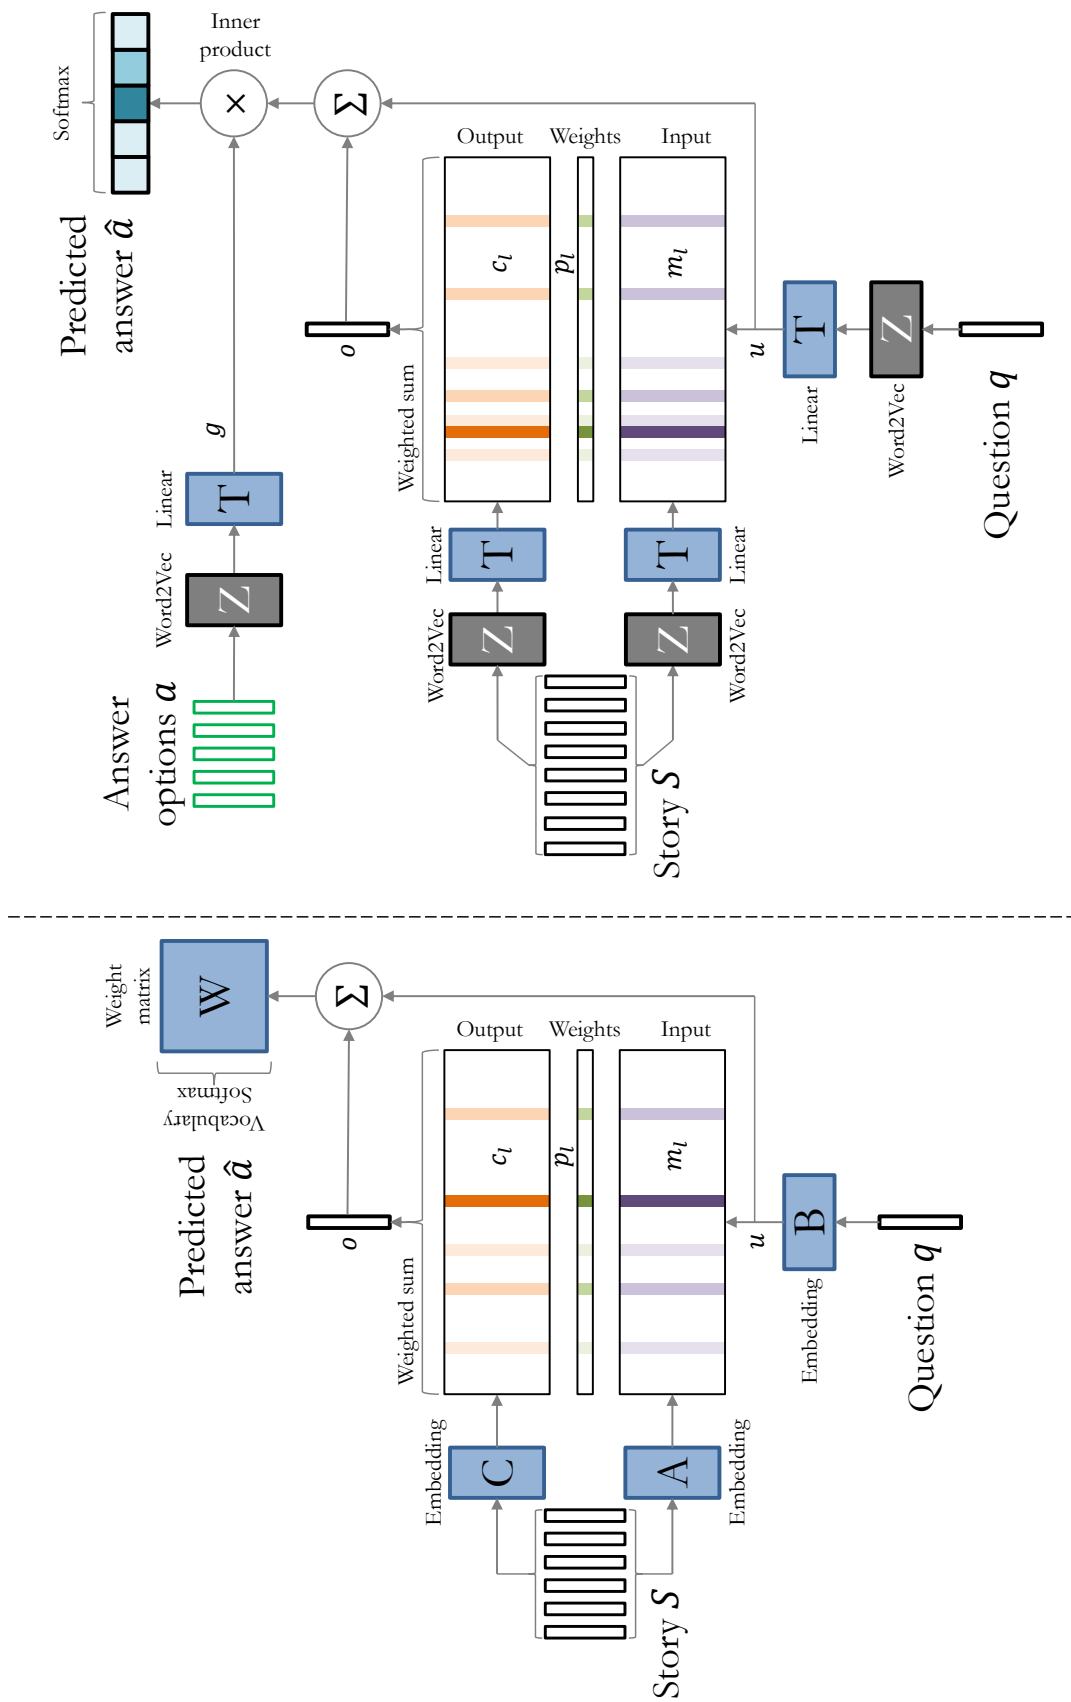 Weight
matrix
W
Vocabulary
Softmax
Predicted
answer â
Σ
o
Weighted sum
Output
Weights
Input
c_l
p_l
m_l
C
Embedding
A
Embedding
Story S
u
B
Embedding
Question q
Answer
options a
Word2Vec
Z
Linear
T
g
Inner
product
×
Softmax
Predicted
answer â
Σ
o
Weighted sum
Output
Weights
Input
c_l
p_l
m_l
Word2Vec
Z
Linear
T
Z
Word2Vec
T
Linear
Story S
u
T
Linear
Z
Word2Vec
Question q